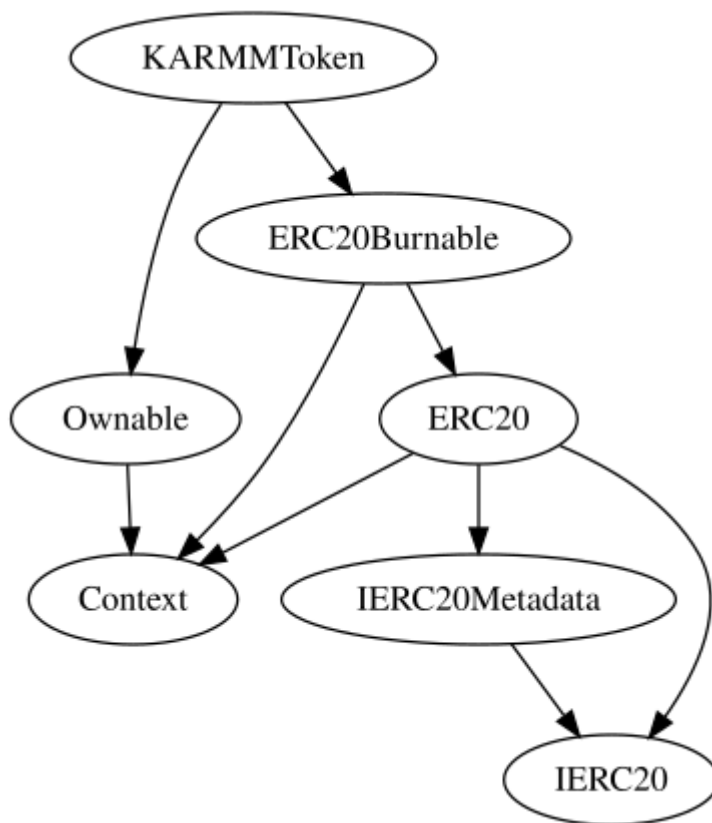 KARMMToken
ERC20Burnable
Ownable
ERC20
Context
IERC20Metadata
IERC20